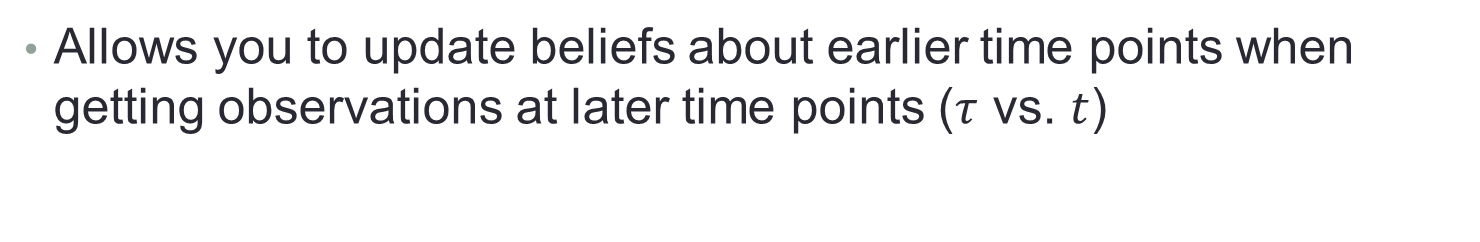 • Allows you to update beliefs about earlier time points when
getting observations at later time points (τ vs. t)